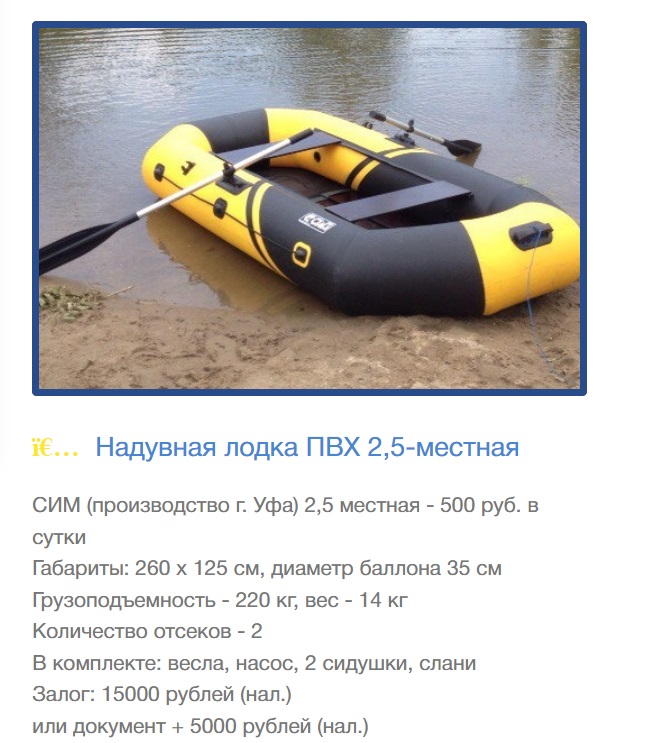 ï€… Надувная лодка ПВХ 2,5-местная
СИМ (производство г. Уфа) 2,5 местная - 500 руб. в
сутки
Габариты: 260 х 125 см, диаметр баллона 35 см
Грузоподъемность - 220 кг, вес - 14 кг
Количество отсеков - 2
В комплекте: весла, насос, 2 сидушки, слани
Залог: 15000 рублей (нал.)
или документ + 5000 рублей (нал.)